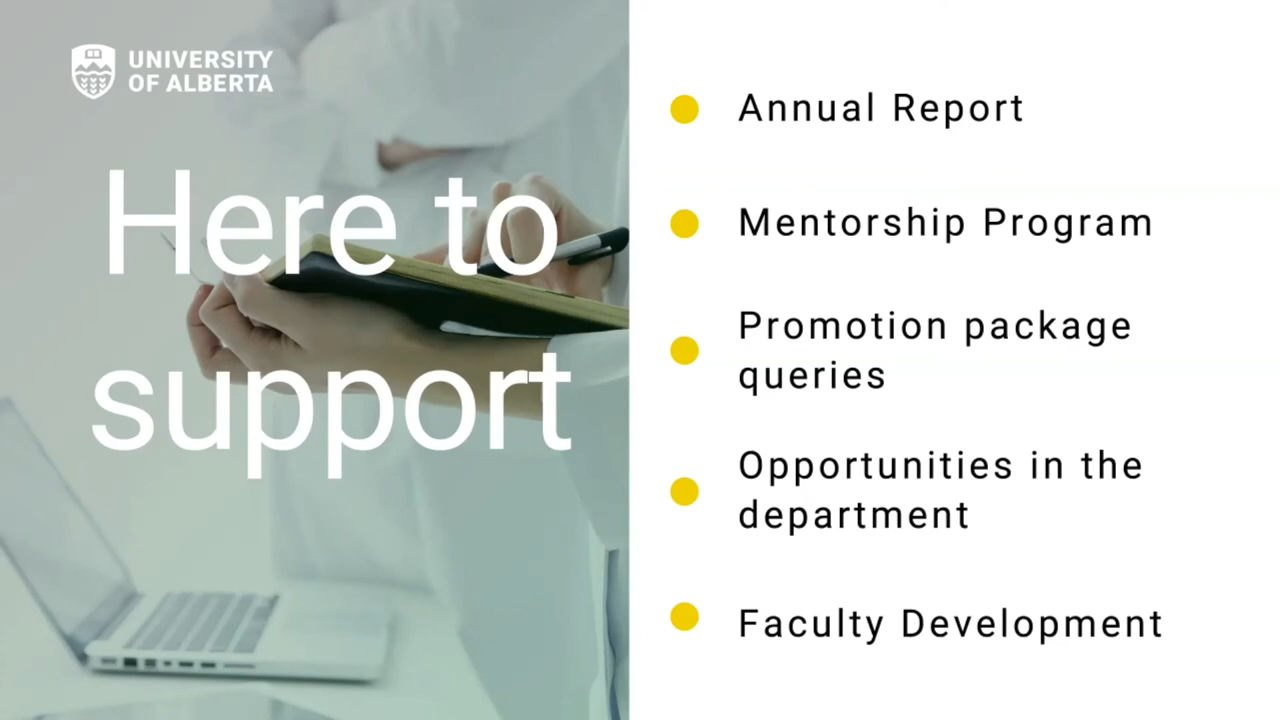 UNIVERSITY
OF ALBERTA
Here to
support
Annual Report
Mentorship Program
Promotion package
queries
Opportunities in the
department
Faculty Development